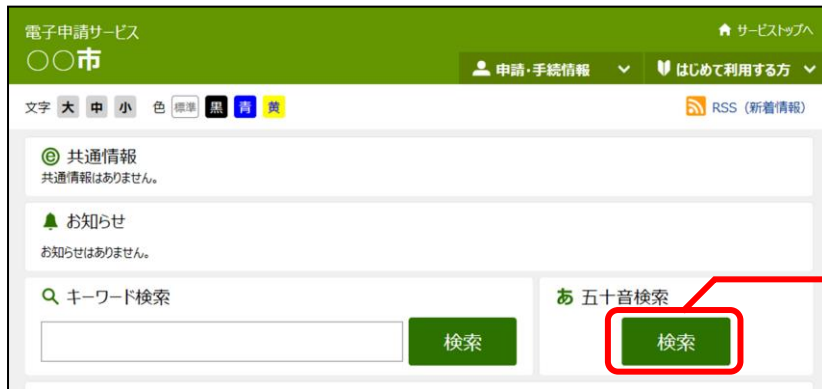 電子申請サービス
サービストップへ
〇〇市
申請・手続情報
はじめて利用する方
文字 大 中 小 色 標準 黒 青 黄
RSS（新着情報）
共通情報
共通情報はありません。
お知らせ
お知らせはありません。
キーワード検索
あ 五十音検索
検索
検索